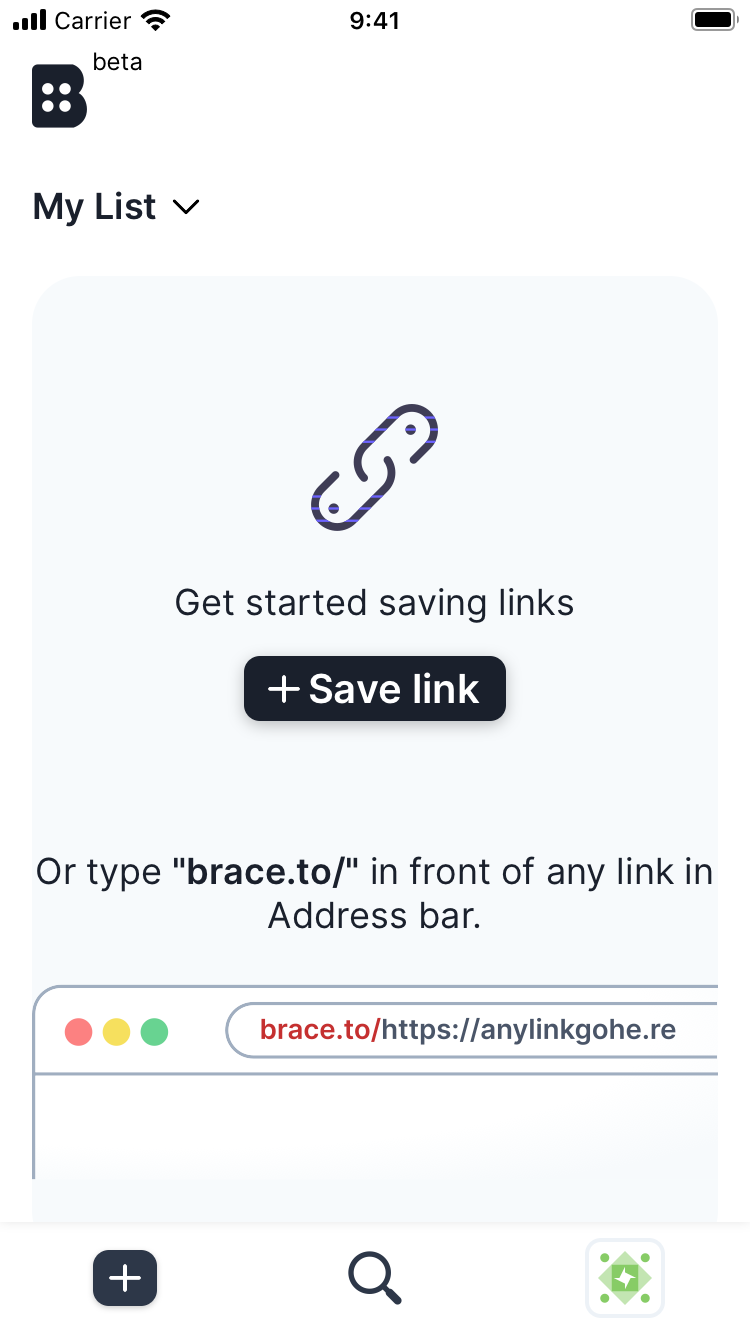 Carrier
9:41
beta
My List
Get started saving links
Save link
Or type "brace.to/" in front of any link in
Address bar.
brace.to/https://anylinkgohe.re